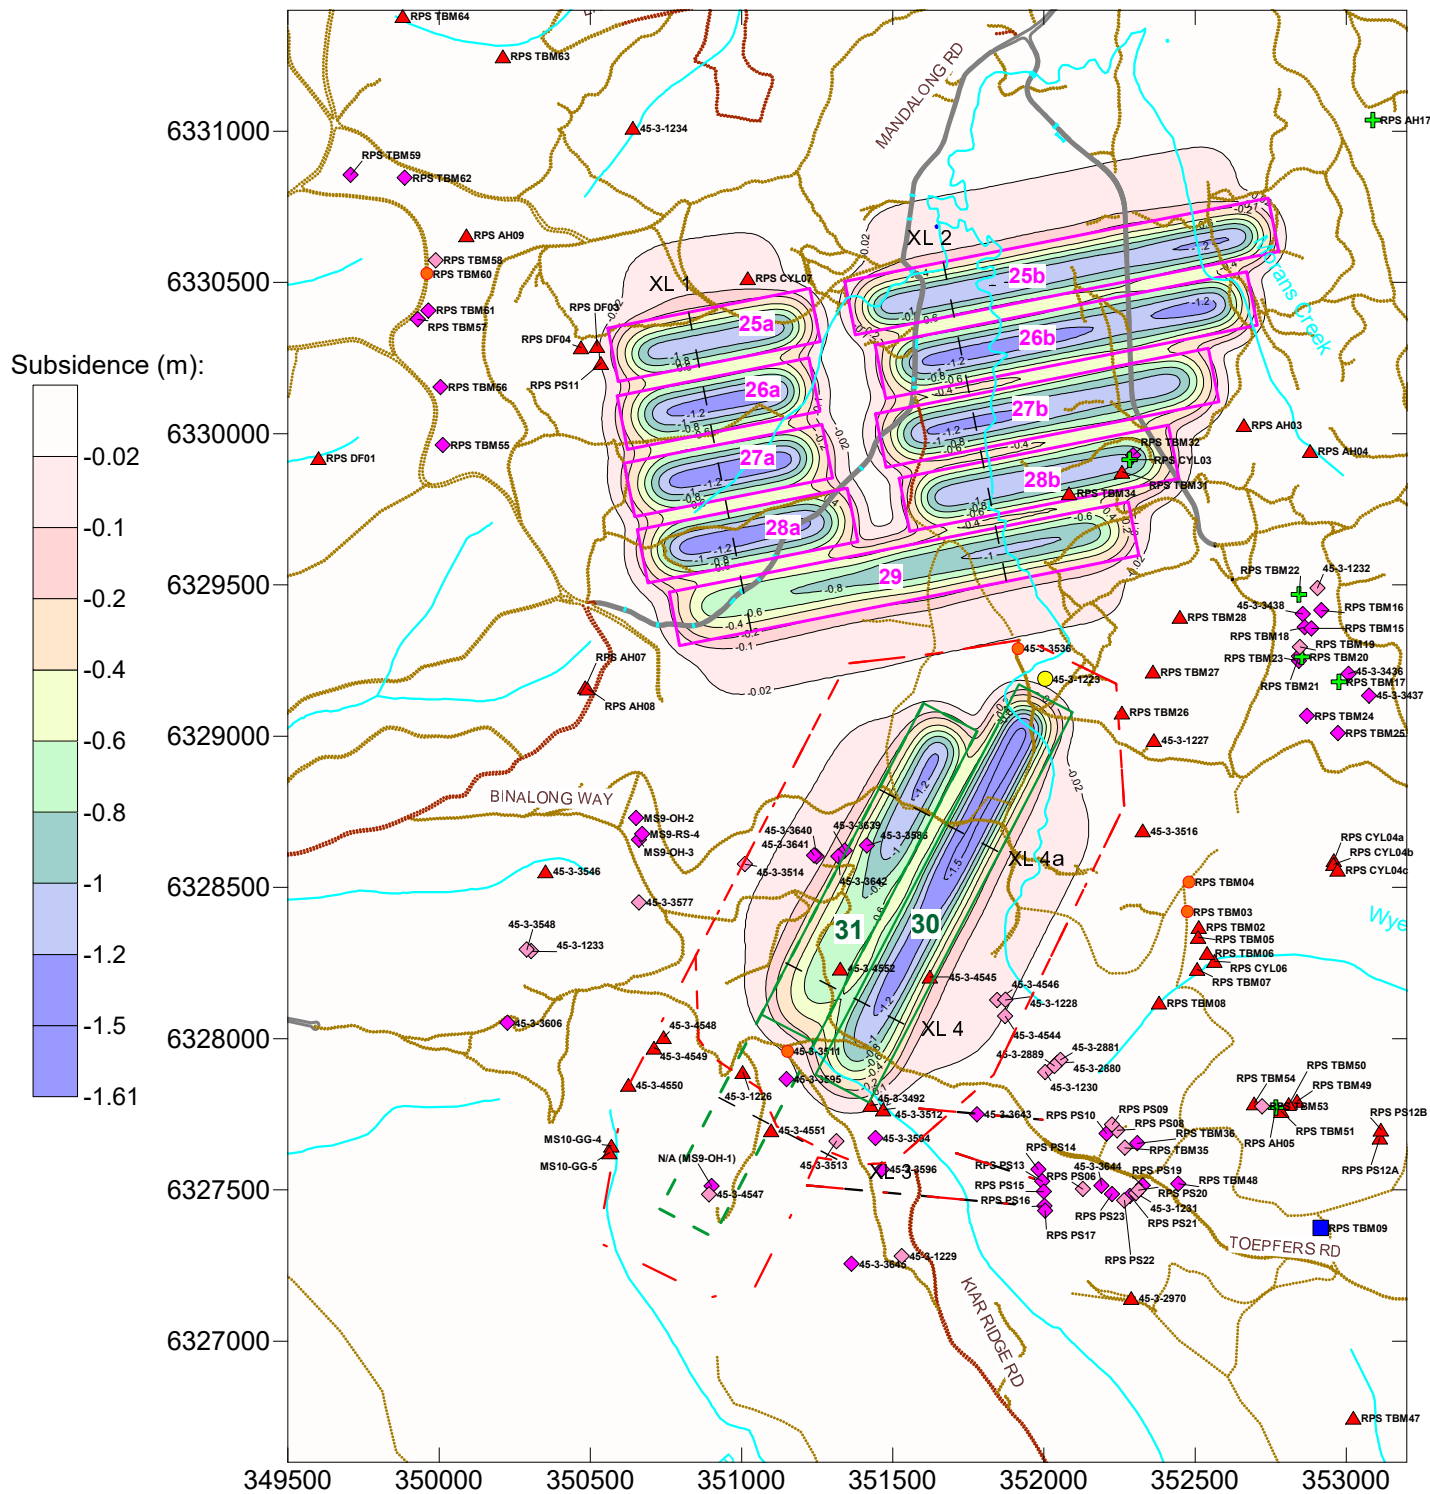 RPS TBM64
RPS TBM63
MANDALONG RD
6331000
45-3-1234
RPS AH17
RPS TBM59
RPS TBM62
RPS AH09
XL 2
RPS TBM58
RPS TBM60
6330500
XL 1
RPS CYL07
25b
Morans Creek
RPS DF03
RPS TBM61
RPS TBM57
25a
26b
RPS DF04
RPS PS11
Subsidence (m):
RPS TBM56
26a
27b
6330000
RPS TBM55
RPS AH03
RPS TBM32
RPS AH04
RPS DF01
27a
RPS CYL03
28b
RPS TBM31
RPS TBM34
-0.02
28a
-0.1
29
6329500
RPS TBM22
45-3-1232
45-3-3438
RPS TBM16
-0.2
RPS TBM28
RPS TBM15
RPS TBM18
RPS TBM19
45-3-3536
RPS AH07
RPS TBM23
RPS TBM20
-0.4
45-3-1223
RPS TBM27
45-3-3436
RPS TBM17
RPS TBM21
45-3-3437
RPS AH08
RPS TBM26
RPS TBM24
6329000
45-3-1227
RPS TBM25
-0.6
BINALONG WAY
-0.8
MS9-OH-2
MS9-RS-4
MS9-OH-3
45-3-3640
45-3-3639
45-3-3585
45-3-3641
45-3-3516
RPS CYL04a
RPS CYL04b
RPS CYL04c
XL 4a
45-3-3546
45-3-3514
45-3-3642
-1
6328500
RPS TBM04
45-3-3577
RPS TBM03
Wye
31
30
RPS TBM02
45-3-3548
RPS TBM05
45-3-1233
RPS TBM06
-1.2
45-3-4552
RPS CYL06
45-3-4545
RPS TBM07
45-3-4546
45-3-1228
RPS TBM08
-1.5
45-3-3606
45-3-4548
XL 4
45-3-4544
6328000
45-3-4549
45-3-3511
45-3-2889
45-3-2881
45-3-2880
45-3-4550
45-3-1226
45-3-3595
45-3-1230
RPS TBM50
RPS TBM54
RPS TBM49
-1.61
45-3-3492
45-3-3512
45-3-3643
RPS PS10
RPS PS09
RPS PS08
RPS TBM53
RPS PS12B
45-3-4551
RPS TBM36
RPS TBM51
MS10-GG-4
RPS PS14
RPS TBM35
RPS AH05
MS10-GG-5
N/A (MS9-OH-1)
45-3-3513
45-3-3596
RPS PS13
RPS PS06
45-3-3644
RPS PS19
RPS PS12A
XL 3
RPS PS15
RPS TBM48
6327500
45-3-4547
RPS PS16
RPS PS20
RPS PS23
45-3-1231
RPS PS17
RPS PS21
RPS TBM09
RPS PS22
TOEPFERS RD
45-3-3645
45-3-1229
KIAR RIDGE RD
45-3-2970
6327000
RPS TBM47
349500
350000
350500
351000
351500
352000
352500
353000